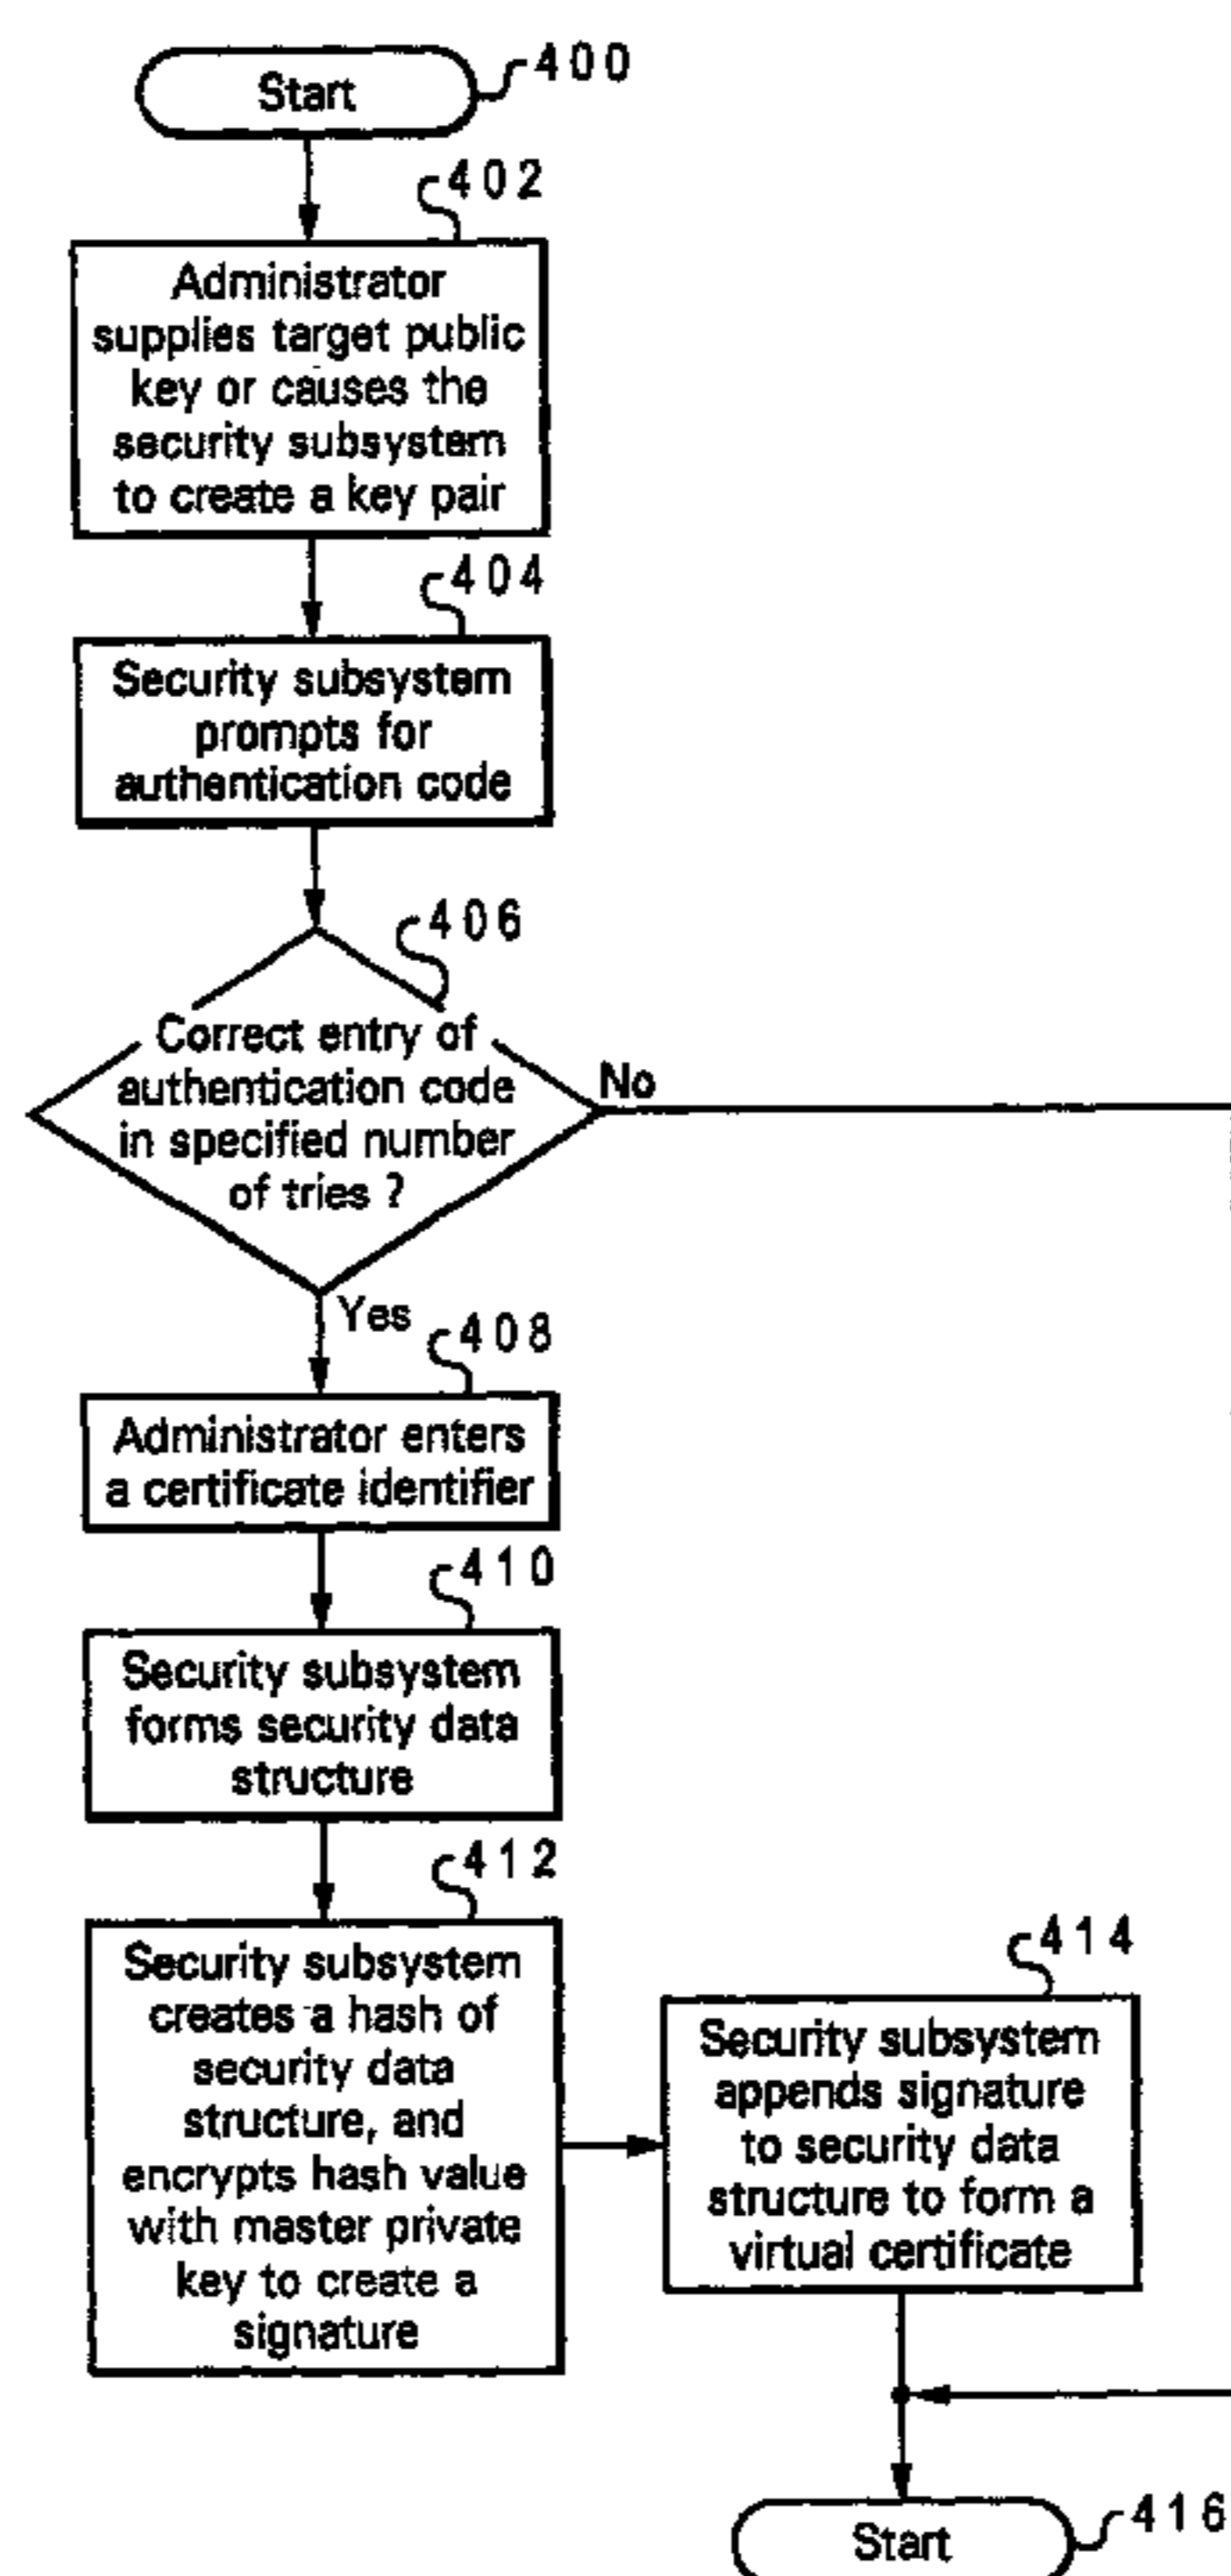 Start
400
402
Administrator
supplies target public
key or causes the
security subsystem
to create a key pair
404
Security subsystem
prompts for
authentication code
406
Correct entry of
authentication code
in specified number
of tries ?
No
Yes
408
Administrator enters
a certificate identifier
410
Security subsystem
forms security data
structure
412
Security subsystem
creates a hash of
security data
structure, and
encrypts hash value
with master private
key to create a
signature
414
Security subsystem
appends signature
to security data
structure to form a
virtual certificate
Start
416